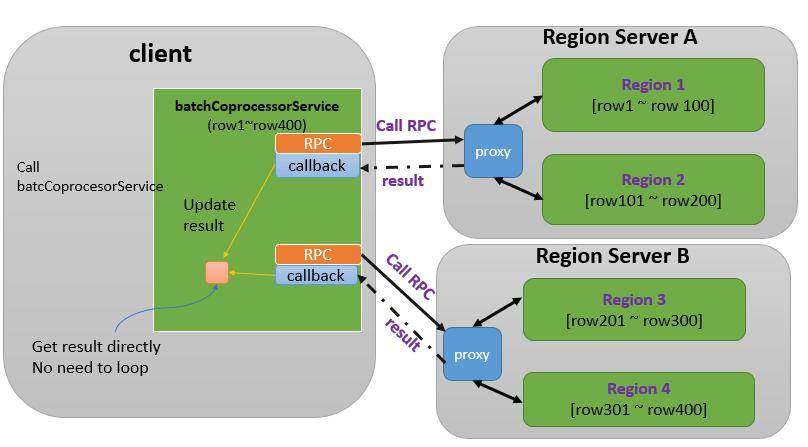 client
batchCoprocessorService
(row1~row400)
RPC
callback
Call
batcCoprocesorService
Update
result
RPC
callback
Get result directly
No need to loop
Call RPC
result
Call RPC
result
Region Server A
proxy
Region 1
[row1 ~ row 100]
Region 2
[row101 ~ row200]
Region Server B
proxy
Region 3
[row201 ~ row300]
Region 4
[row301 ~ row400]